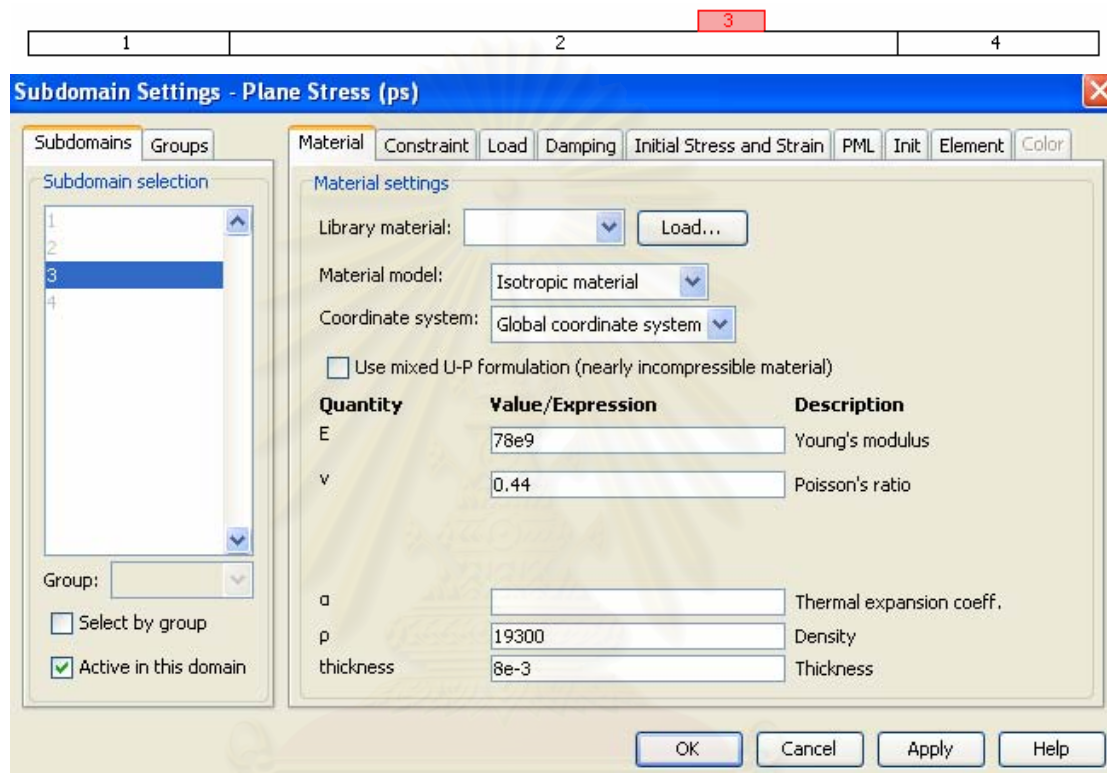 3
1 2 4
Subdomain Settings - Plane Stress (ps)
Subdomains Groups
Material Constraint Load Damping Initial Stress and Strain PML Init Element Color
Subdomain selection
1
2
3
4
Group:
Select by group
Active in this domain
Material settings
Library material: Load...
Material model: Isotropic material
Coordinate system: Global coordinate system
Use mixed U-P formulation (nearly incompressible material)
Quantity Value/Expression Description
E 78e9 Young's modulus
ν 0.44 Poisson's ratio
α Thermal expansion coeff.
ρ 19300 Density
thickness 8e-3 Thickness
OK Cancel Apply Help